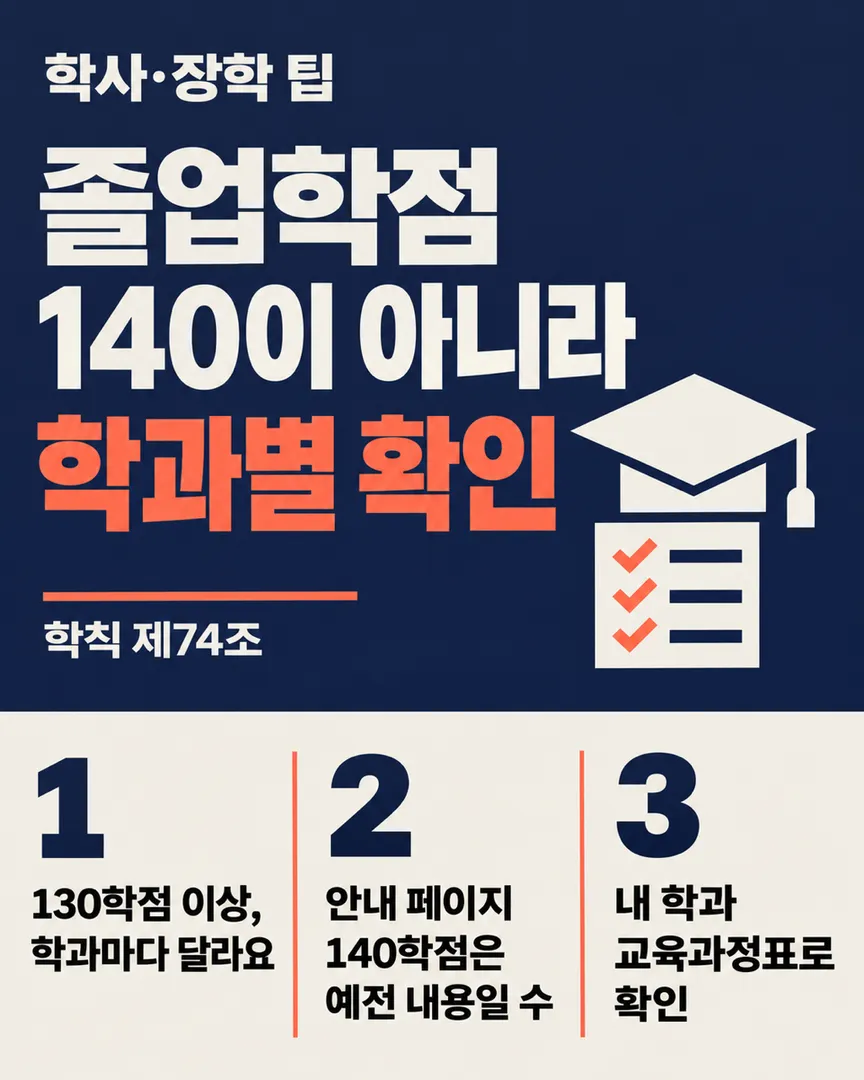 학사·장학 팁
졸업학점
140이 아니라
학과별 확인
학칙 제74조
1
130학점 이상,
학과마다 달라요
2
안내 페이지
140학점은
예전 내용일 수
3
내 학과
교육과정표로
확인